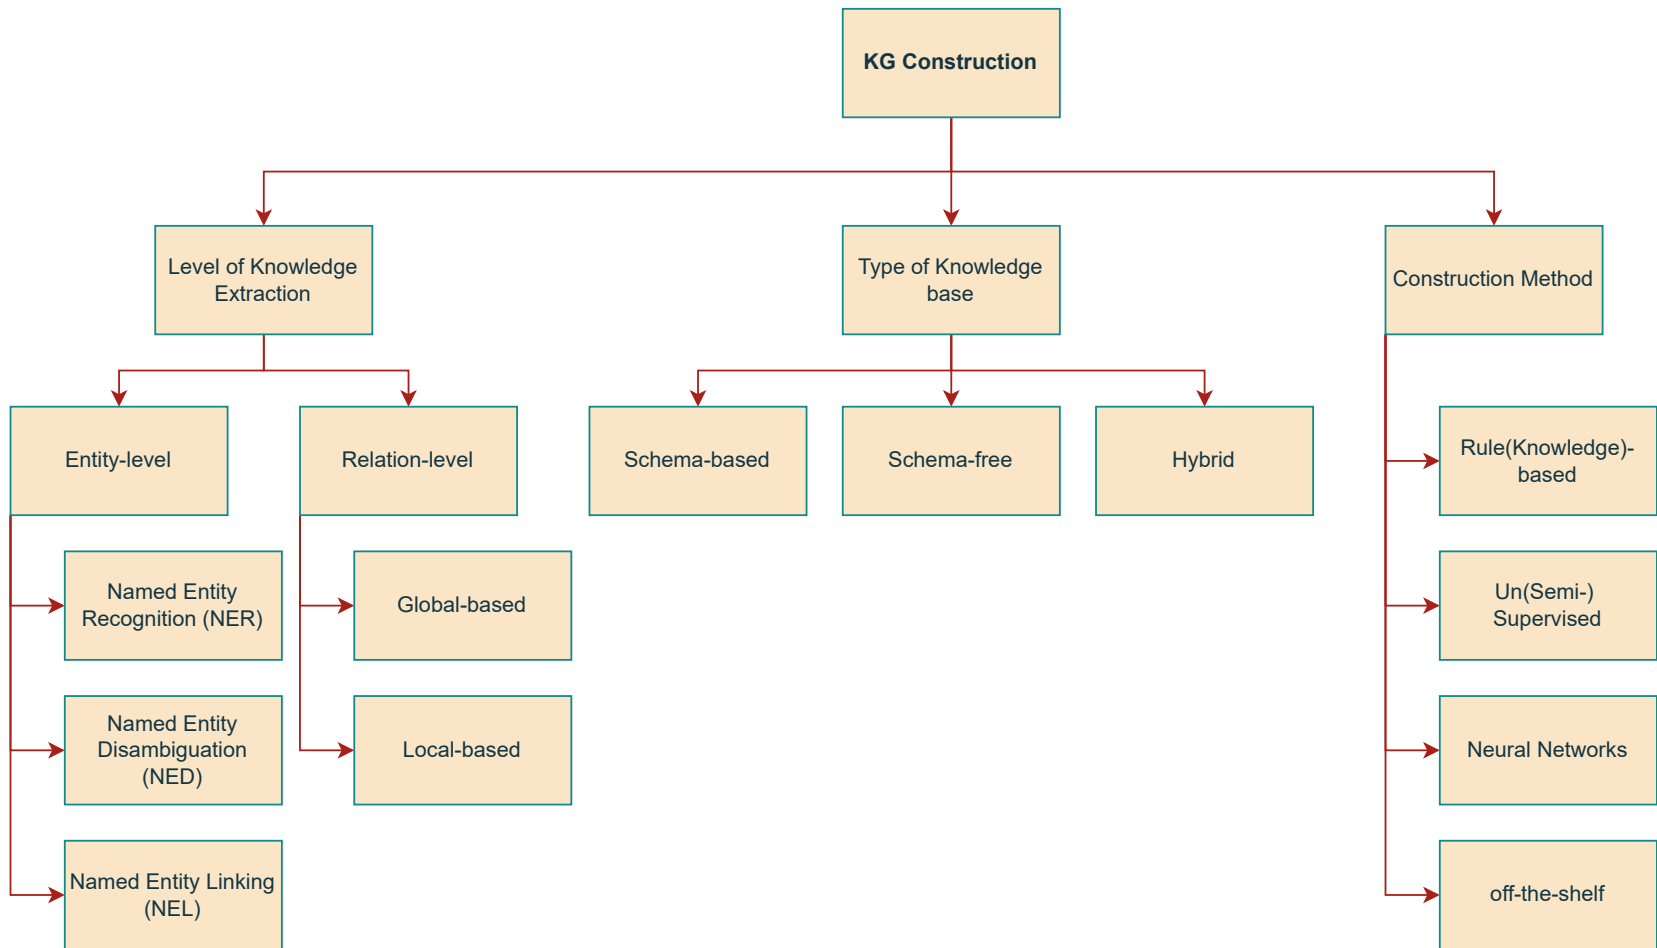 KG Construction
Level of Knowledge
Extraction
Type of Knowledge
base
Construction Method
Entity-level
Relation-level
Schema-based
Schema-free
Hybrid
Rule(Knowledge)-
based
Named Entity
Recognition (NER)
Global-based
Un(Semi-)
Supervised
Named Entity
Disambiguation
(NED)
Local-based
Neural Networks
Named Entity Linking
(NEL)
off-the-shelf